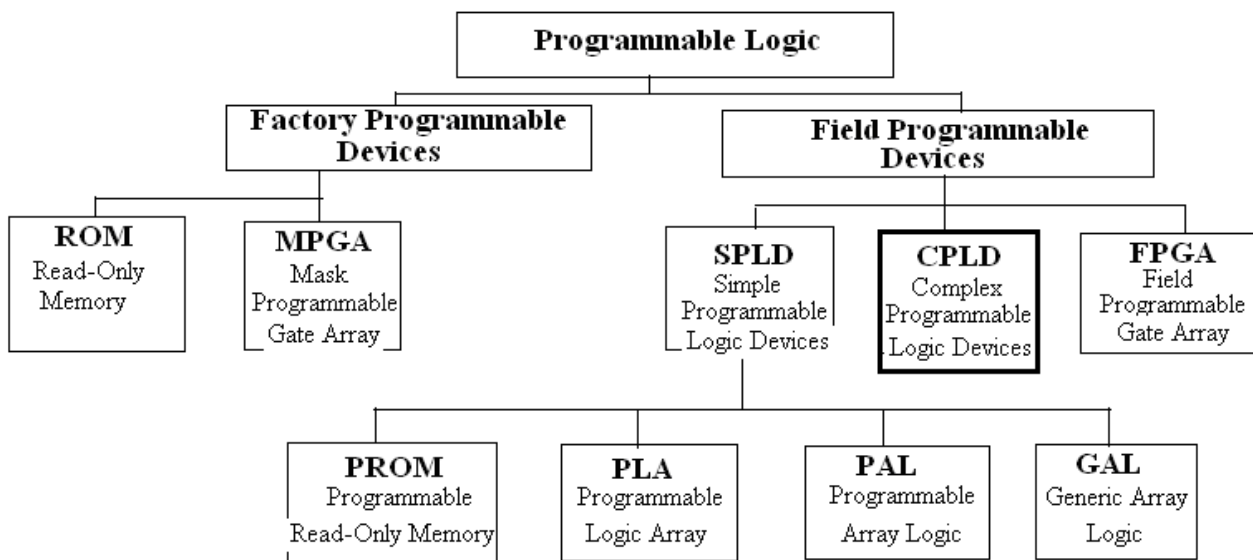 Programmable Logic
Factory Programmable
Devices
Field Programmable
Devices
ROM
Read-Only
Memory
MPGA
Mask
Programmable
Gate Array
SPLD
Simple
Programmable
Logic Devices
CPLD
Complex
Programmable
Logic Devices
FPGA
Field
Programmable
Gate Array
PROM
Programmable
Read-Only Memory
PLA
Programmable
Logic Array
PAL
Programmable
Array Logic
GAL
Generic Array
Logic